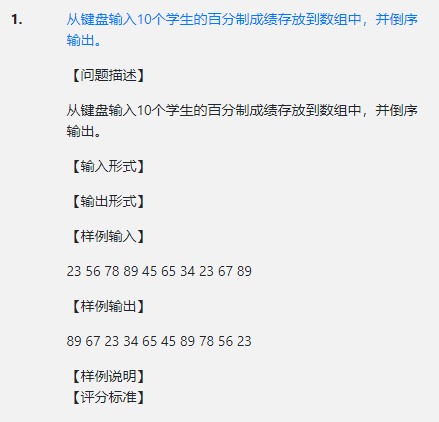 1. 从键盘输入10个学生的百分制成绩存放到数组中，并倒序
输出。
【问题描述】
从键盘输入10个学生的百分制成绩存放到数组中，并倒序
输出。
【输入形式】
【输出形式】
【样例输入】
23 56 78 89 45 65 34 23 67 89
【样例输出】
89 67 23 34 65 45 89 78 56 23
【样例说明】
【评分标准】